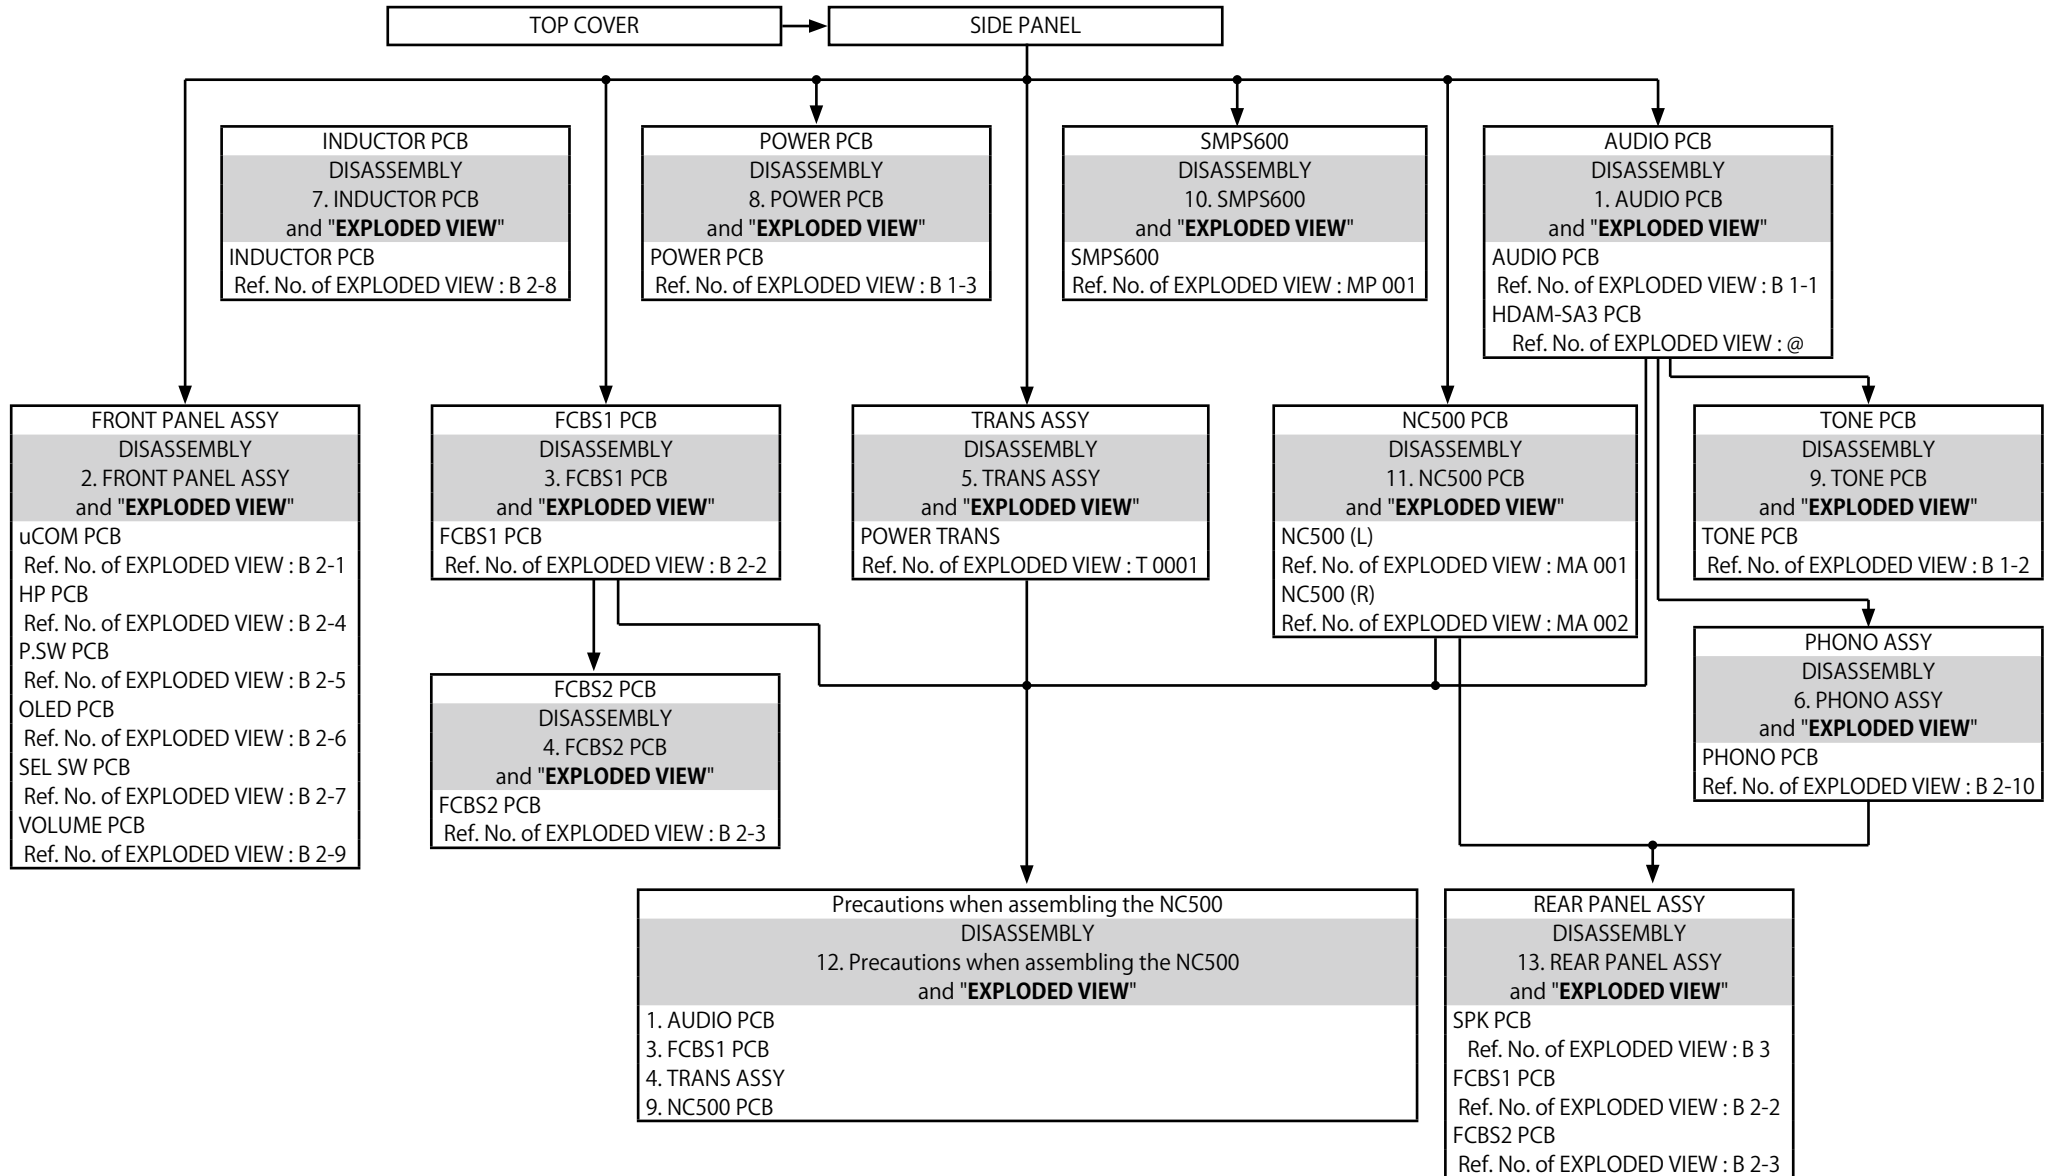 TOP COVER
SIDE PANEL
INDUCTOR PCB
DISASSEMBLY
7. INDUCTOR PCB
and "EXPLODED VIEW"
INDUCTOR PCB
Ref. No. of EXPLODED VIEW : B 2-8
POWER PCB
DISASSEMBLY
8. POWER PCB
and "EXPLODED VIEW"
POWER PCB
Ref. No. of EXPLODED VIEW : B 1-3
SMPS600
DISASSEMBLY
10. SMPS600
and "EXPLODED VIEW"
SMPS600
Ref. No. of EXPLODED VIEW : MP 001
AUDIO PCB
DISASSEMBLY
1. AUDIO PCB
and "EXPLODED VIEW"
AUDIO PCB
Ref. No. of EXPLODED VIEW : B 1-1
HDAM-SA3 PCB
Ref. No. of EXPLODED VIEW : @
FRONT PANEL ASSY
DISASSEMBLY
2. FRONT PANEL ASSY
and "EXPLODED VIEW"
uCOM PCB
Ref. No. of EXPLODED VIEW : B 2-1
HP PCB
Ref. No. of EXPLODED VIEW : B 2-4
P.SW PCB
Ref. No. of EXPLODED VIEW : B 2-5
OLED PCB
Ref. No. of EXPLODED VIEW : B 2-6
SEL SW PCB
Ref. No. of EXPLODED VIEW : B 2-7
VOLUME PCB
Ref. No. of EXPLODED VIEW : B 2-9
FCBS1 PCB
DISASSEMBLY
3. FCBS1 PCB
and "EXPLODED VIEW"
FCBS1 PCB
Ref. No. of EXPLODED VIEW : B 2-2
TRANS ASSY
DISASSEMBLY
5. TRANS ASSY
and "EXPLODED VIEW"
POWER TRANS
Ref. No. of EXPLODED VIEW : T 0001
NC500 PCB
DISASSEMBLY
11. NC500 PCB
and "EXPLODED VIEW"
NC500 (L)
Ref. No. of EXPLODED VIEW : MA 001
NC500 (R)
Ref. No. of EXPLODED VIEW : MA 002
TONE PCB
DISASSEMBLY
9. TONE PCB
and "EXPLODED VIEW"
TONE PCB
Ref. No. of EXPLODED VIEW : B 1-2
FCBS2 PCB
DISASSEMBLY
4. FCBS2 PCB
and "EXPLODED VIEW"
FCBS2 PCB
Ref. No. of EXPLODED VIEW : B 2-3
PHONO ASSY
DISASSEMBLY
6. PHONO ASSY
and "EXPLODED VIEW"
PHONO PCB
Ref. No. of EXPLODED VIEW : B 2-10
Precautions when assembling the NC500
DISASSEMBLY
12. Precautions when assembling the NC500
and "EXPLODED VIEW"
1. AUDIO PCB
3. FCBS1 PCB
4. TRANS ASSY
9. NC500 PCB
REAR PANEL ASSY
DISASSEMBLY
13. REAR PANEL ASSY
and "EXPLODED VIEW"
SPK PCB
Ref. No. of EXPLODED VIEW : B 3
FCBS1 PCB
Ref. No. of EXPLODED VIEW : B 2-2
FCBS2 PCB
Ref. No. of EXPLODED VIEW : B 2-3